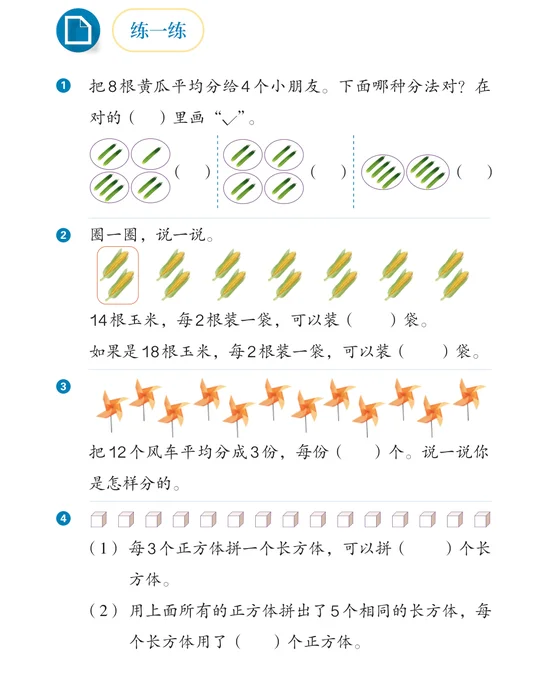 练一练
1 把8根黄瓜平均分给4个小朋友。下面哪种分法对？在
对的（ ）里画“✓”。
（ ） （ ） （ ）
2 圈一圈，说一说。
14根玉米，每2根装一袋，可以装（ ）袋。
如果是18根玉米，每2根装一袋，可以装（ ）袋。
3 把12个风车平均分成3份，每份（ ）个。说一说你
是怎样分的。
4
（1） 每3个正方体拼一个长方体，可以拼（ ）个长
方体。
（2） 用上面所有的正方体拼出了5个相同的长方体，每
个长方体用了（ ）个正方体。